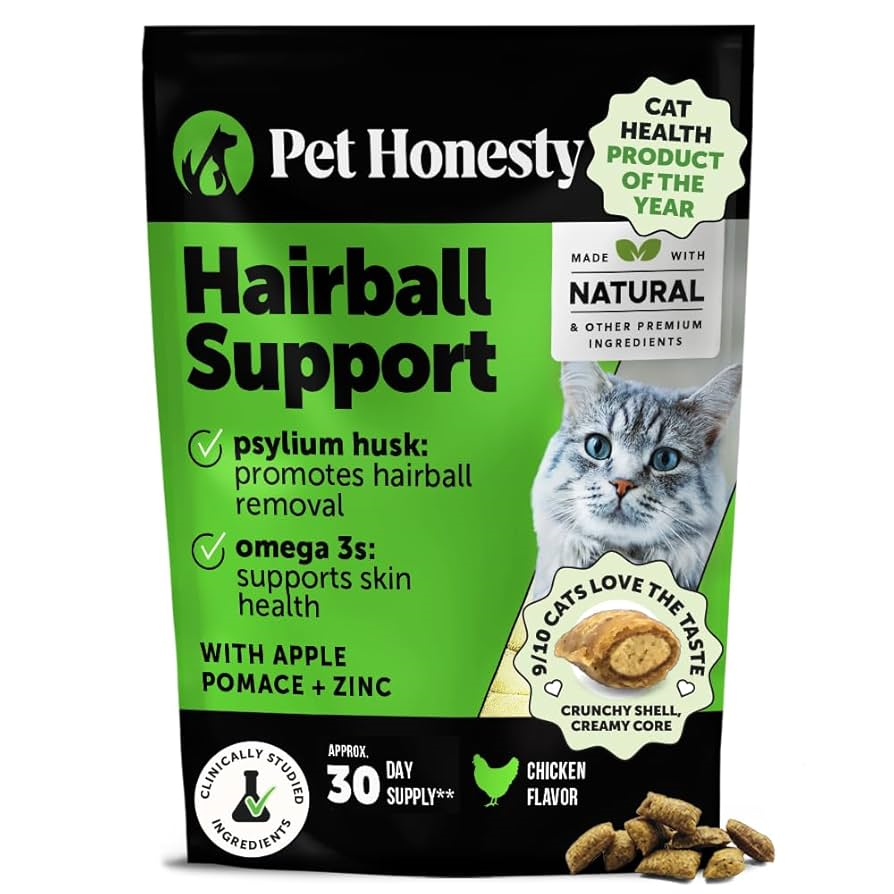 Pet Honesty
CAT
HEALTH
PRODUCT
OF THE
YEAR
MADE WITH
NATURAL
& OTHER PREMIUM
INGREDIENTS
Hairball
Support
psylium husk:
promotes hairball
removal
omega 3s:
supports skin
health
WITH APPLE
POMACE + ZINC
9/10 CATS LOVE THE TASTE
CRUNCHY SHELL,
CREAMY CORE
CLINICALLY STUDIED
INGREDIENTS
APPROX.
30 DAY
SUPPLY**
CHICKEN
FLAVOR